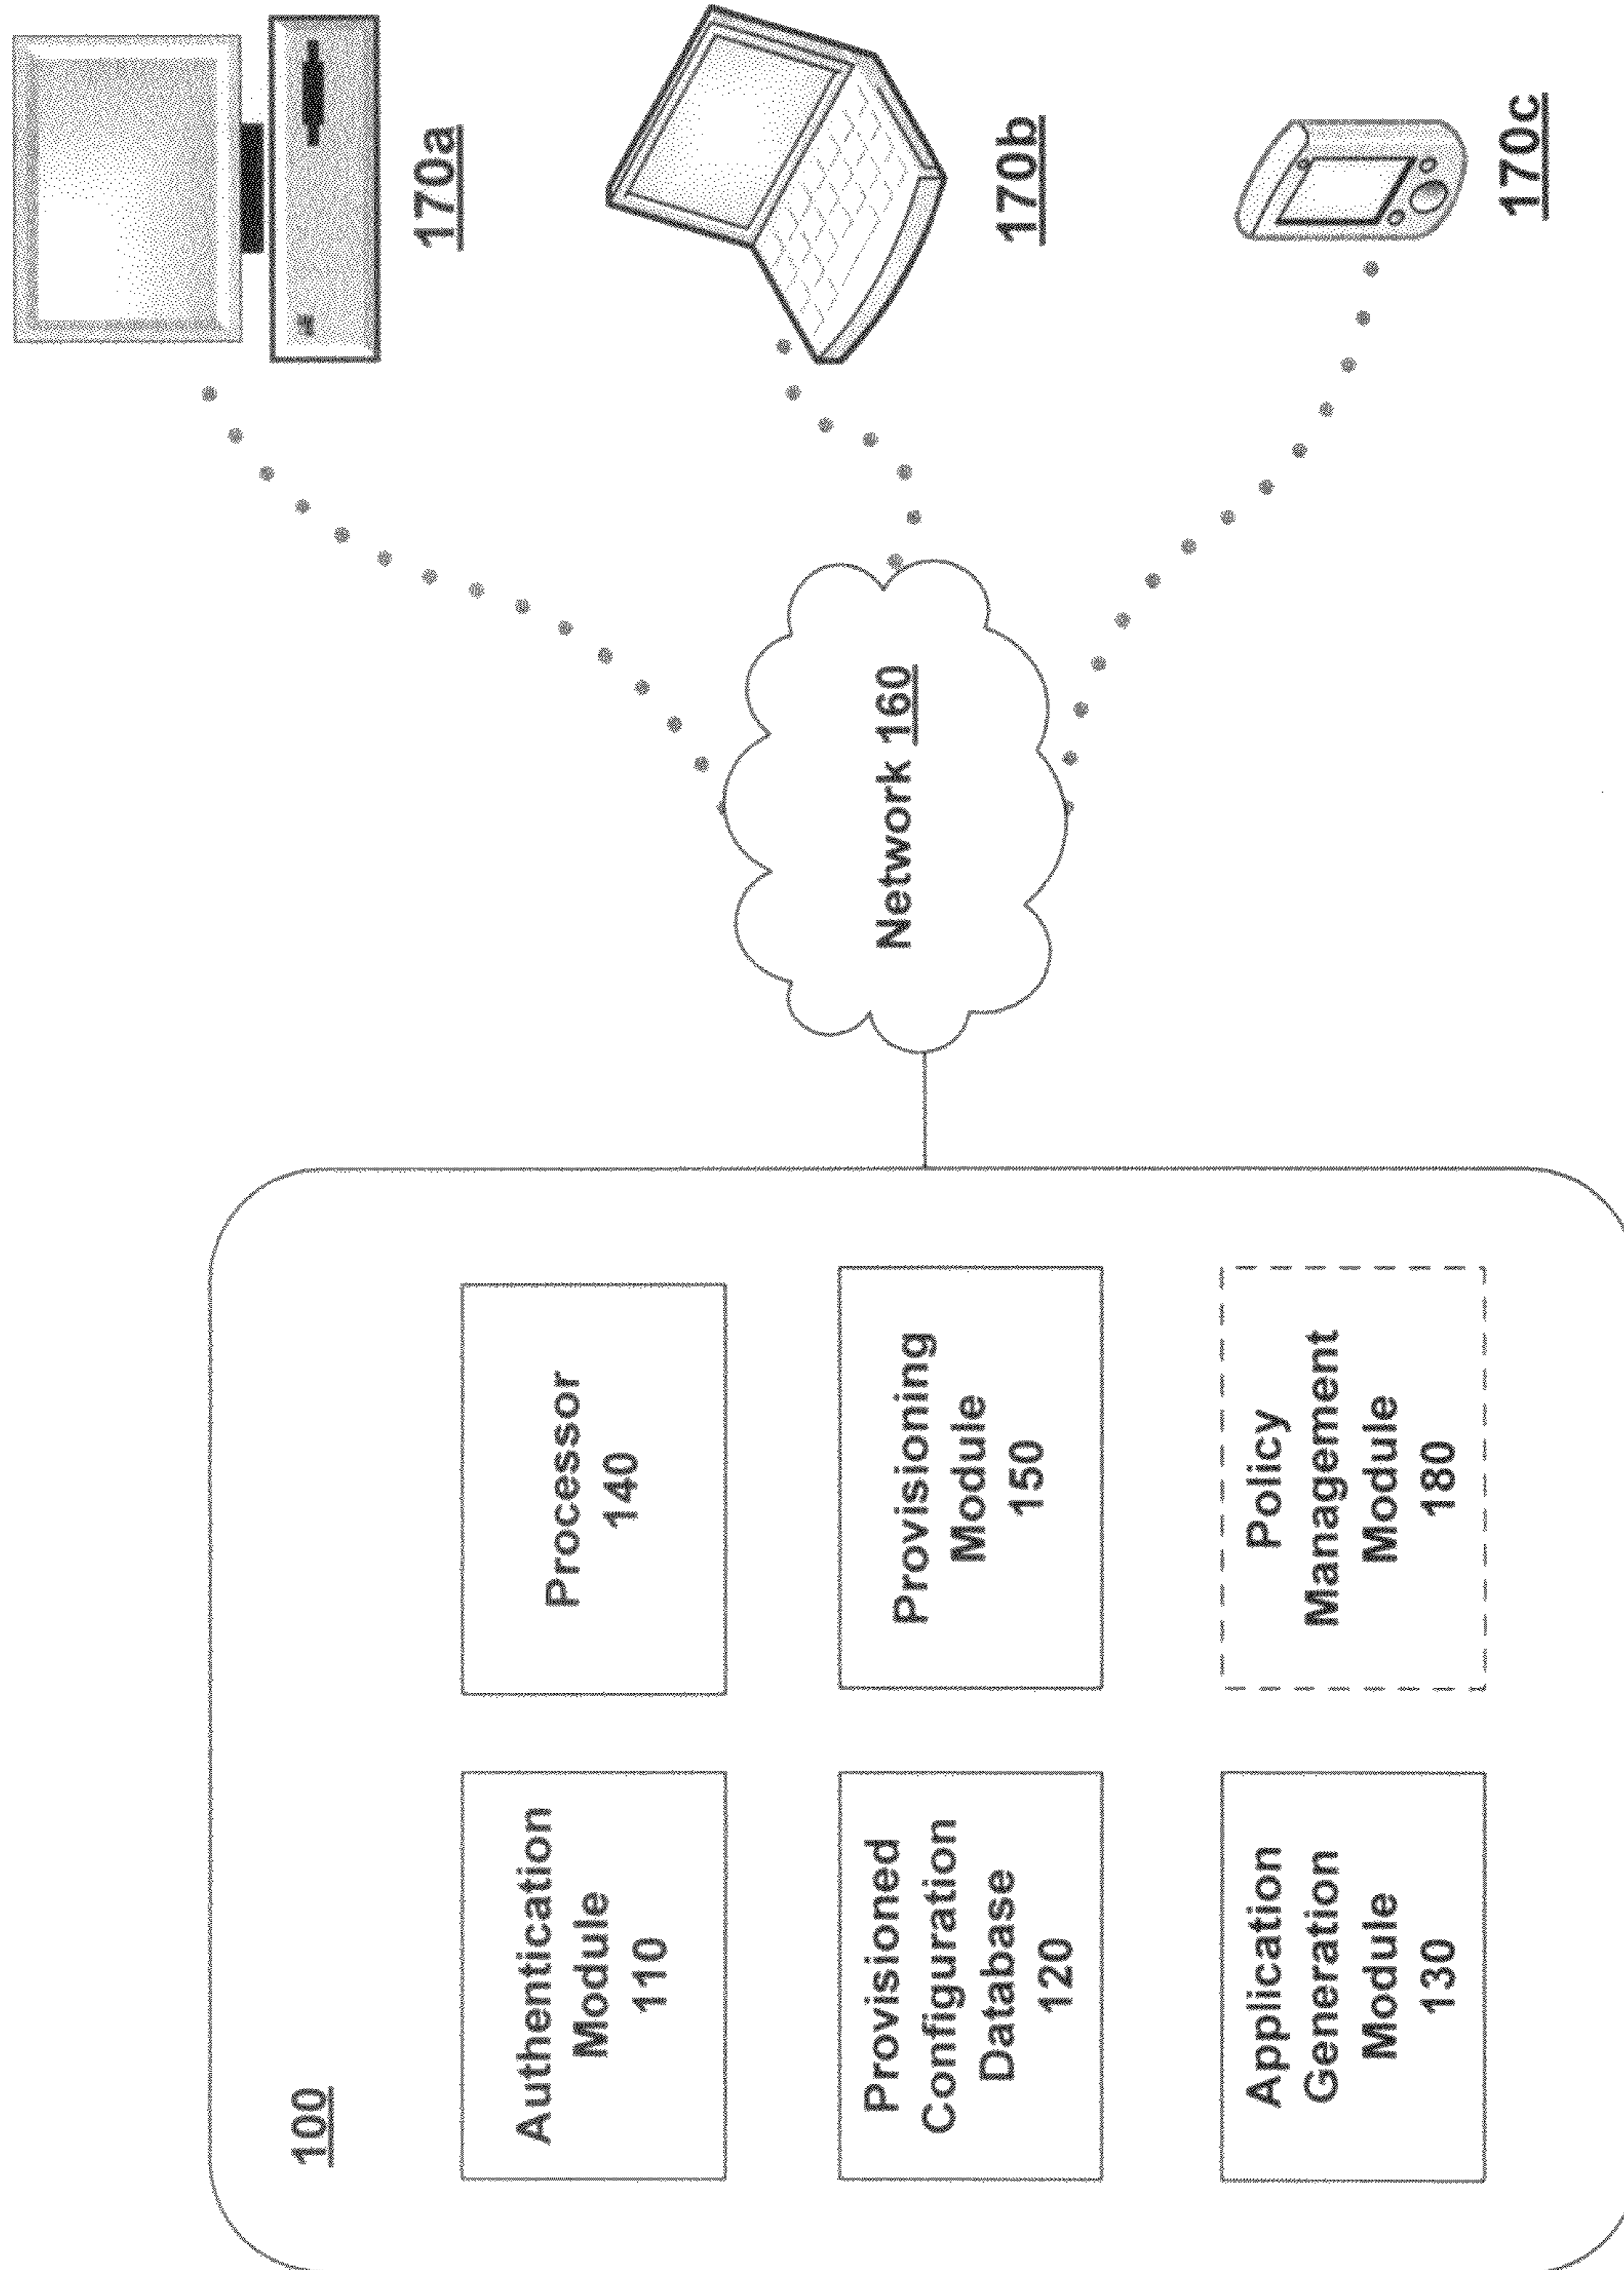 100
Authentication
Module
110
Processor
140
Provisioned
Configuration
Database
120
Provisioning
Module
150
Application
Generation
Module
130
Policy
Management
Module
180
Network 160
170a
170b
170c